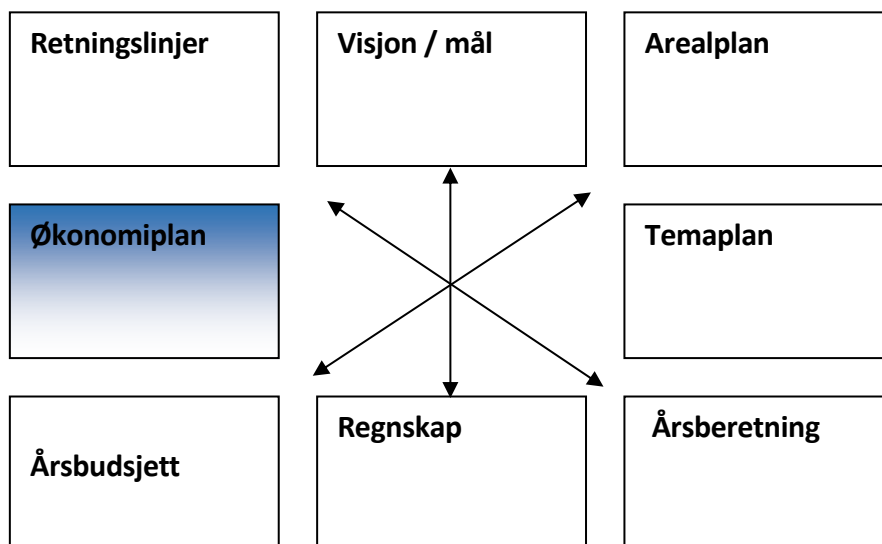 Retningslinjer
Visjon / mål
Arealplan
Økonomiplan
Temaplan
Årsbudsjett
Regnskap
Årsberetning